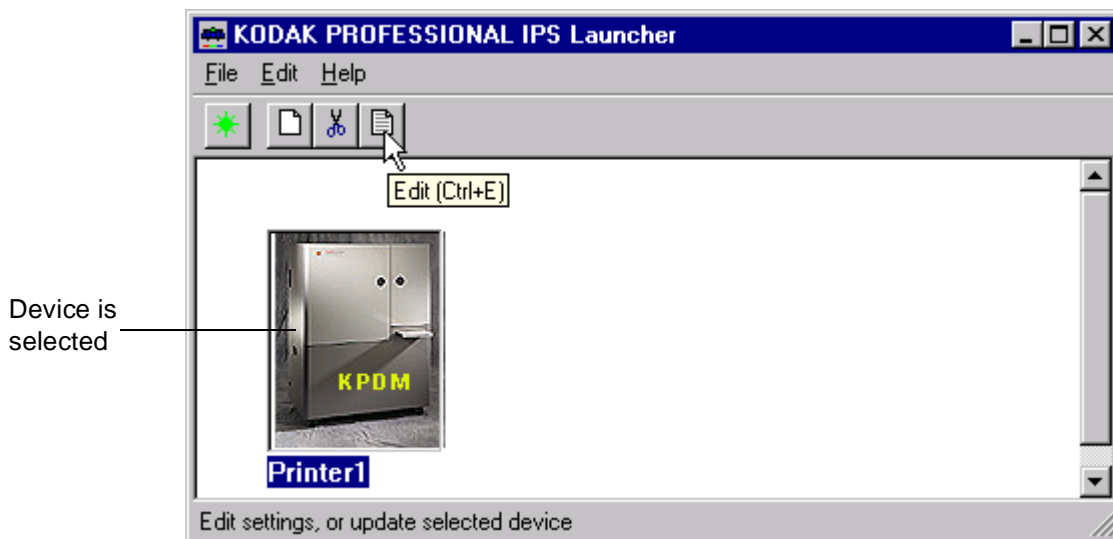 KODAK PROFESSIONAL IPS Launcher
File Edit Help
Edit (Ctrl+E)
Device is
selected
KPDM
Printer1
Edit settings, or update selected device